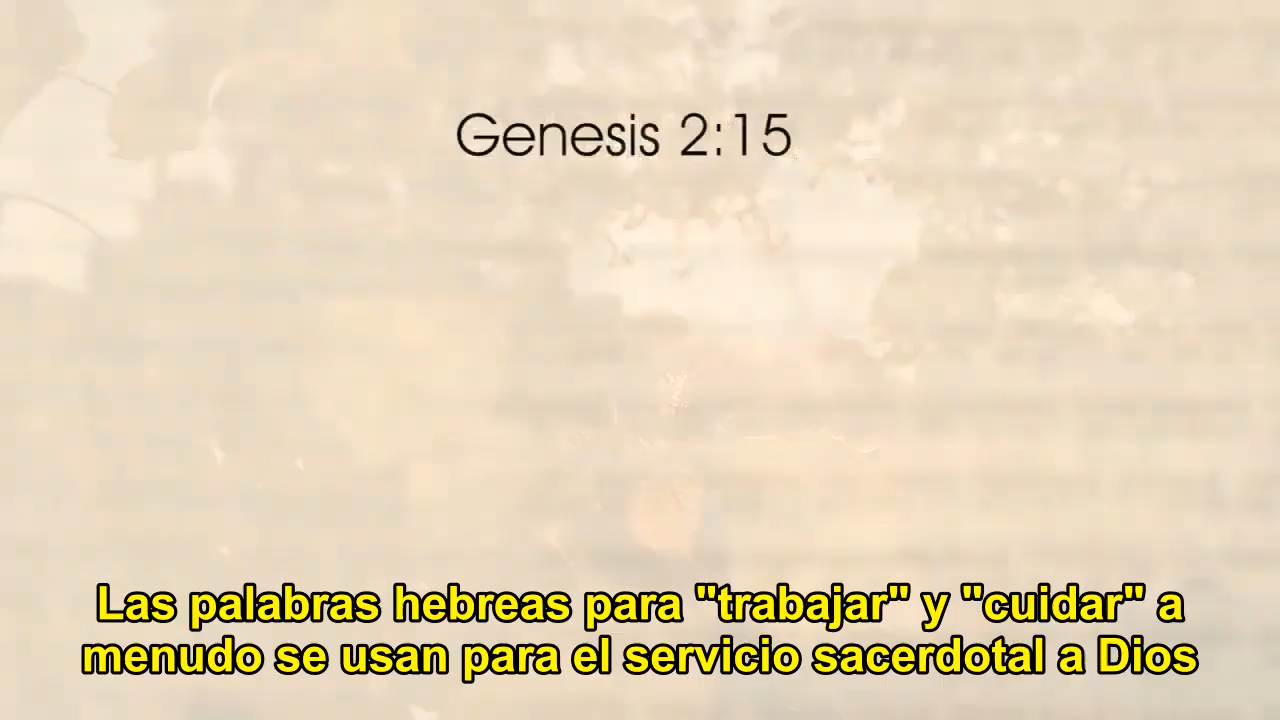 Genesis 2:15
Las palabras hebreas para "trabajar" y "cuidar" a
menudo se usan para el servicio sacerdotal a Dios